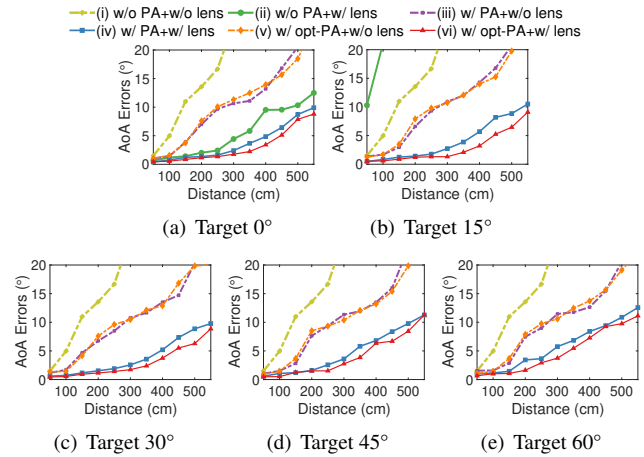 (i) w/o PA+w/o lens (ii) w/o PA+w/ lens (iii) w/ PA+w/o lens
(iv) w/ PA+w/ lens (v) w/ opt-PA+w/o lens (vi) w/ opt-PA+w/ lens
AoA Errors (°)
20
15
10
5
0
100 200 300 400 500
Distance (cm)
(a) Target 0°
AoA Errors (°)
20
15
10
5
0
100 200 300 400 500
Distance (cm)
(b) Target 15°
AoA Errors (°)
20
15
10
5
0
100 200 300 400 500
Distance (cm)
(c) Target 30°
AoA Errors (°)
20
15
10
5
0
100 200 300 400 500
Distance (cm)
(d) Target 45°
AoA Errors (°)
20
15
10
5
0
100 200 300 400 500
Distance (cm)
(e) Target 60°